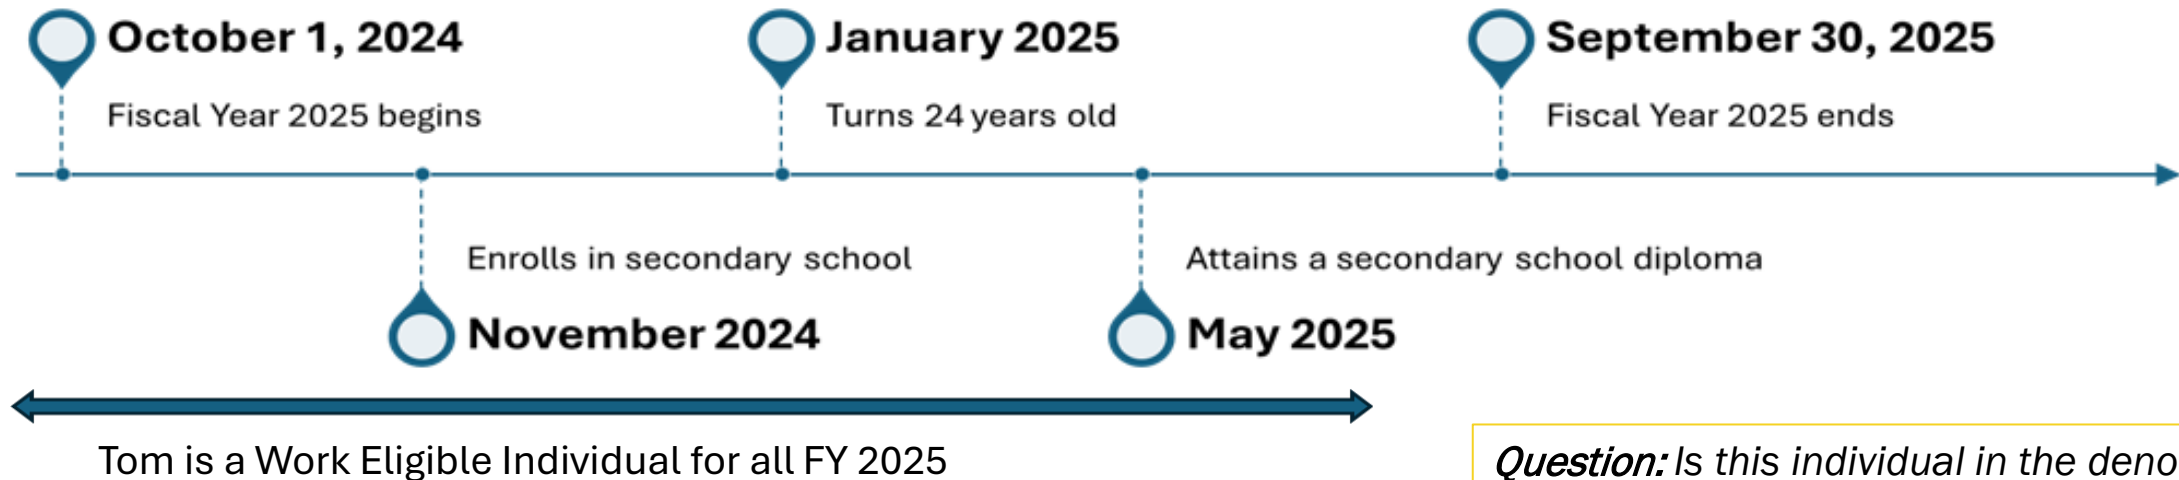 October 1, 2024
January 2025
September 30, 2025
Fiscal Year 2025 begins
Turns 24 years old
Fiscal Year 2025 ends
Enrolls in secondary school
Attains a secondary school diploma
November 2024
May 2025
Tom is a Work Eligible Individual for all FY 2025
Question: Is this individual in the